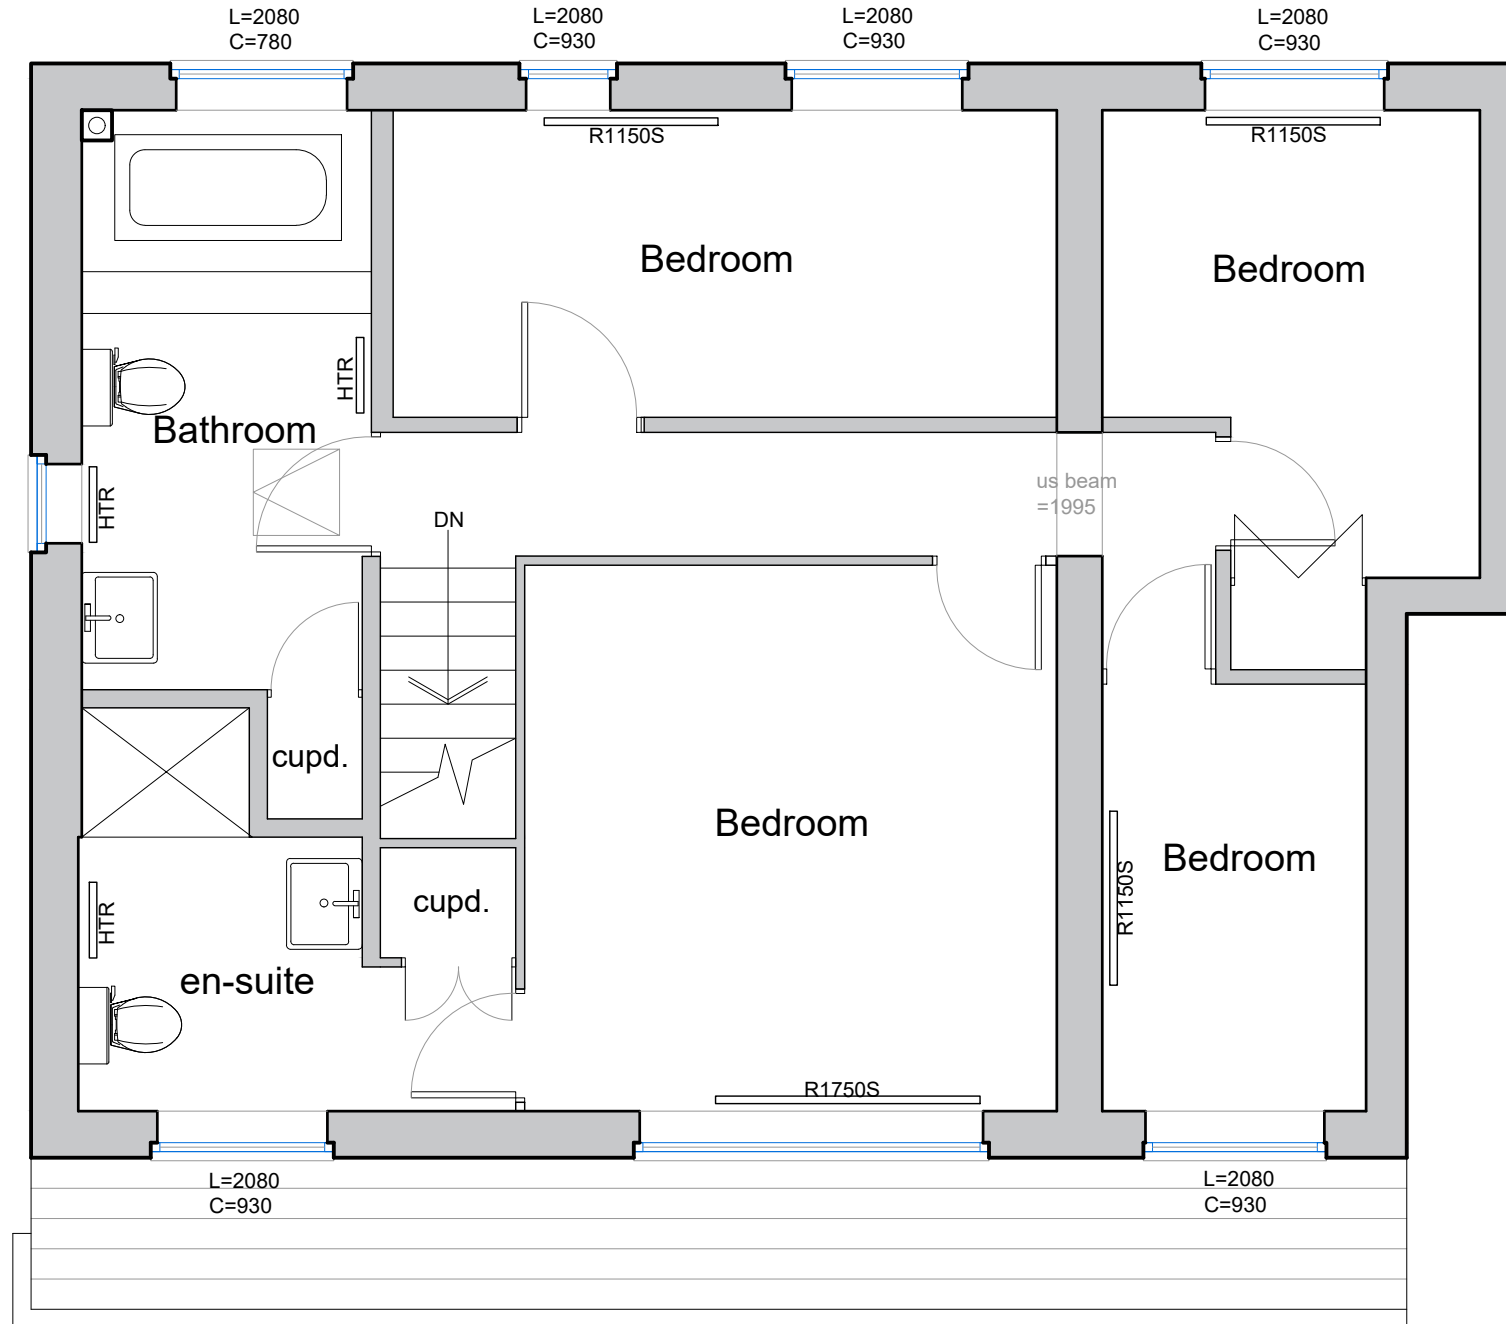 L=2080
C=780
L=2080
C=930
L=2080
C=930
L=2080
C=930
R1150S
R1150S
Bedroom
Bedroom
HTR
Bathroom
HTR
DN
us beam
=1995
cupd.
Bedroom
Bedroom
R1150S
cupd.
HTR
en-suite
R1750S
L=2080
C=930
L=2080
C=930